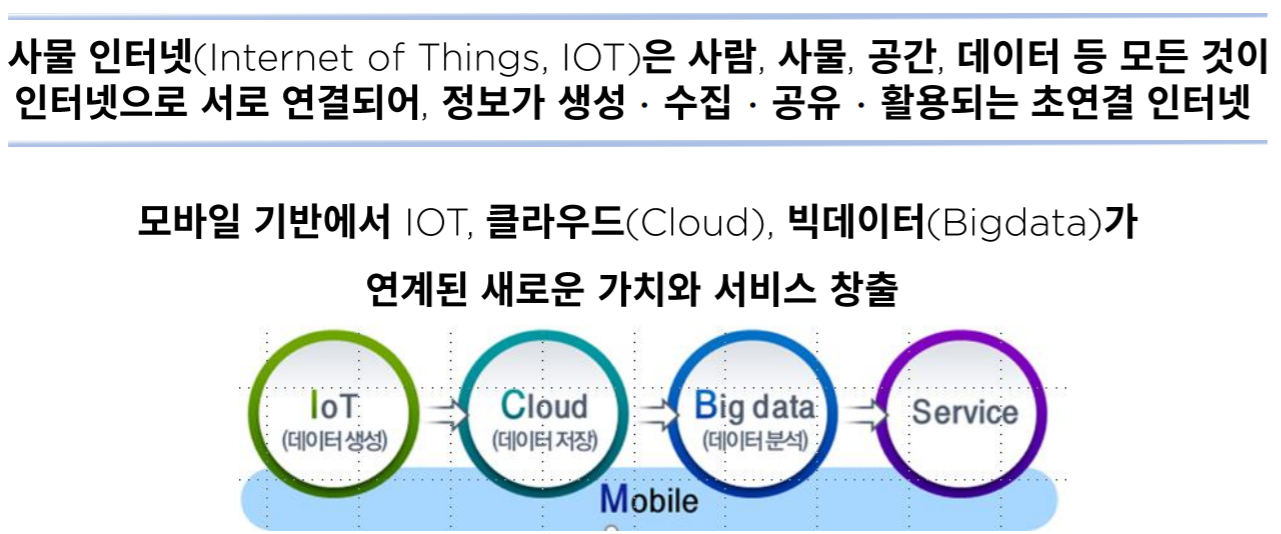 사물 인터넷(Internet of Things, IOT)은 사람, 사물, 공간, 데이터 등 모든 것이
인터넷으로 서로 연결되어, 정보가 생성 · 수집 · 공유 · 활용되는 초연결 인터넷
모바일 기반에서 IOT, 클라우드(Cloud), 빅데이터(Bigdata)가
연계된 새로운 가치와 서비스 창출
IoT
(데이터 생성)
Cloud
(데이터 저장)
Big data
(데이터 분석)
Service
Mobile